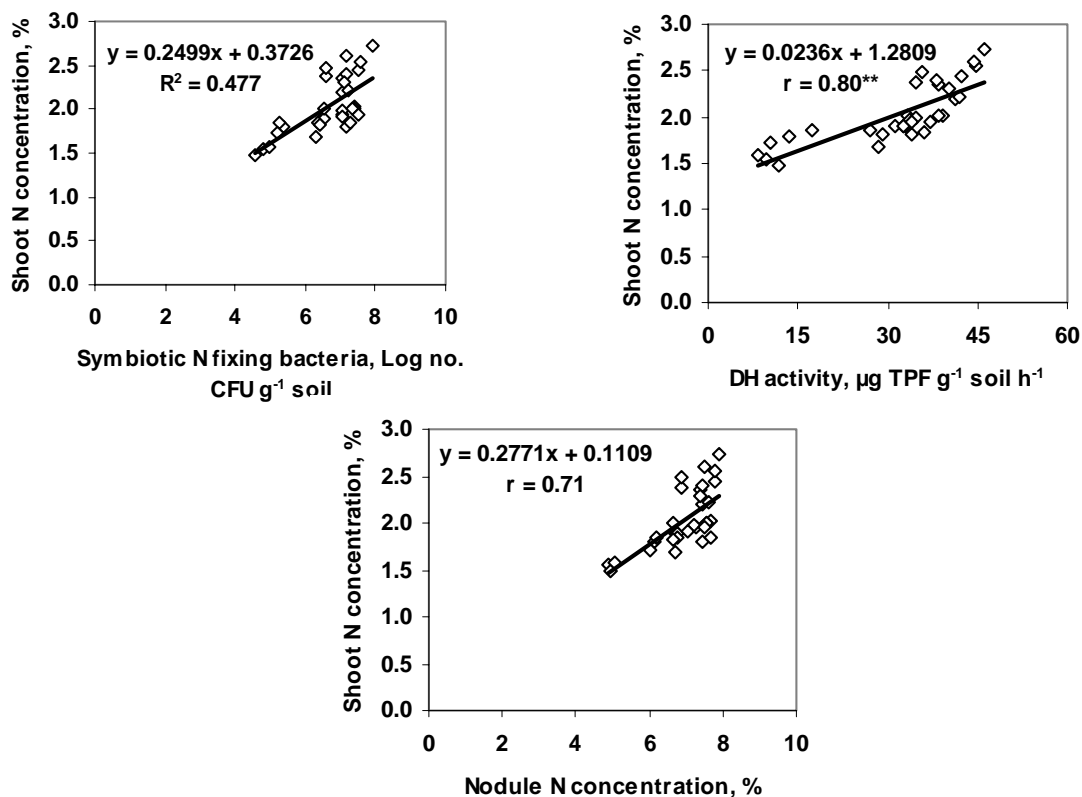 3.0
2.5
2.0
1.5
1.0
0.5
0.0
Shoot N concentration, %
y = 0.2499x + 0.3726
R² = 0.477
0 2 4 6 8 10
Symbiotic N fixing bacteria, Log no.
CFU g⁻¹ soil
3.0
2.5
2.0
1.5
1.0
0.5
0.0
Shoot N concentration, %
y = 0.0236x + 1.2809
r = 0.80**
0 15 30 45 60
DH activity, µg TPF g⁻¹ soil h⁻¹
3.0
2.5
2.0
1.5
1.0
0.5
0.0
Shoot N concentration, %
y = 0.2771x + 0.1109
r = 0.71
0 2 4 6 8 10
Nodule N concentration, %